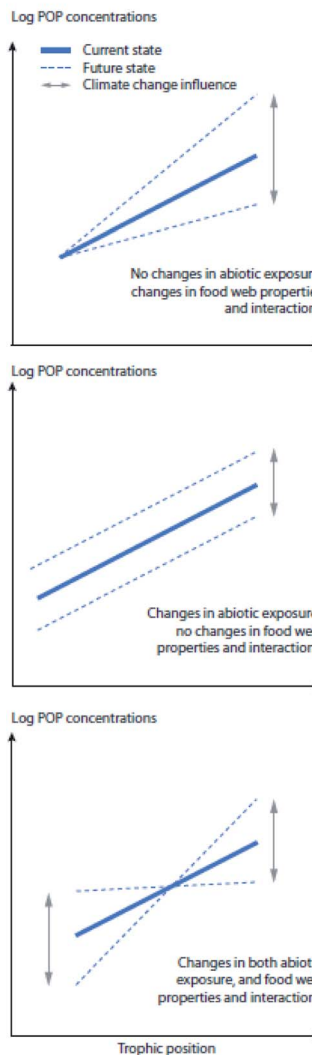 Log POP concentrations
Current state
Future state
Climate change influence
No changes in abiotic exposur
changes in food web propertie
and interaction
Log POP concentrations
Changes in abiotic exposure
no changes in food we
properties and interaction
Log POP concentrations
Changes in both abiot
exposure, and food we
properties and interaction
Trophic position